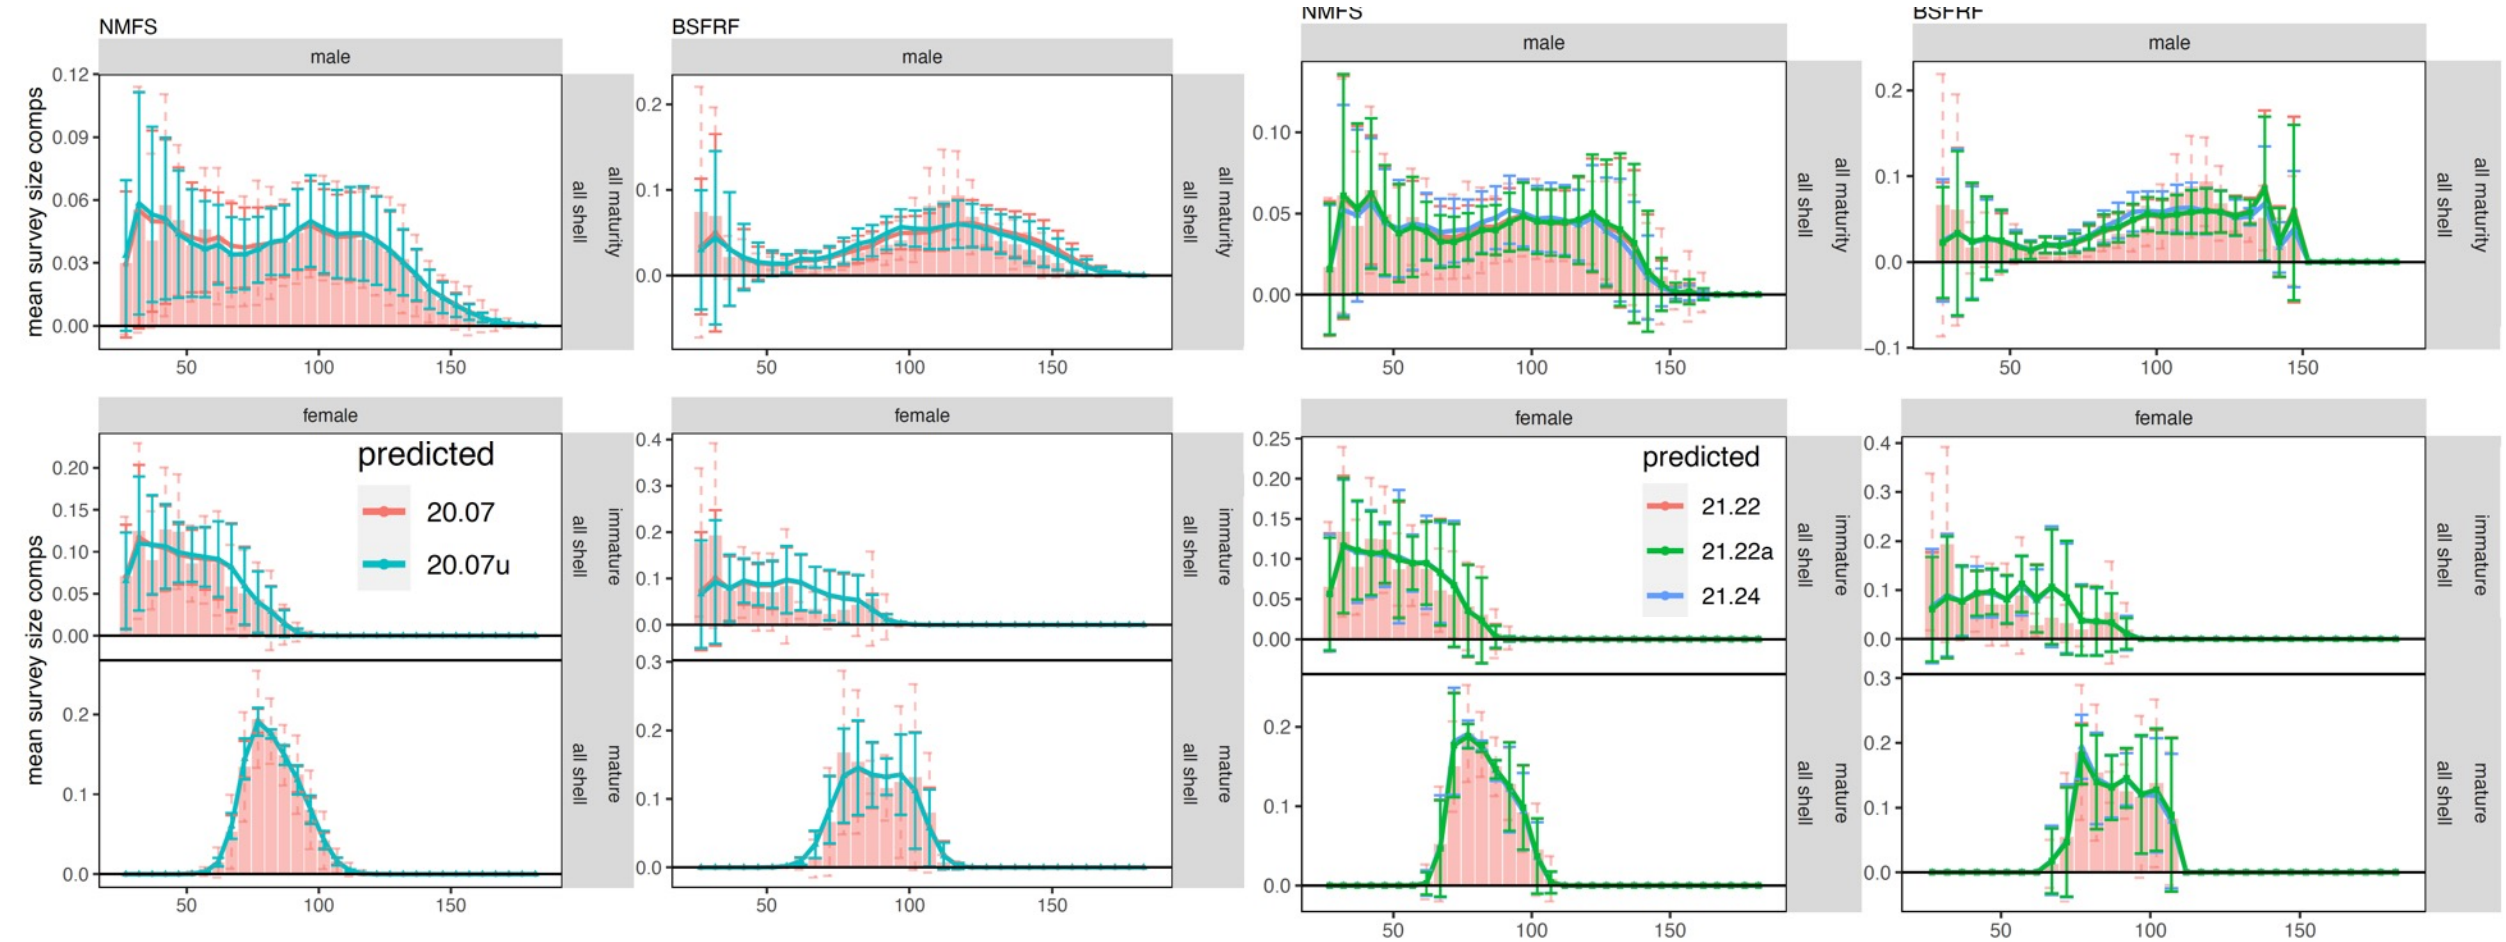 NMFS
male
mean survey size comps
0.12
0.09
0.06
0.03
0.00
50 100 150
all maturity
all shell
BSFRF
male
0.2
0.1
0.0
50 100 150
all maturity
all shell
NMFS
male
0.10
0.05
0.00
50 100 150
all maturity
all shell
BSFRF
male
0.2
0.1
0.0
−0.1
50 100 150
all maturity
all shell
female
mean survey size comps
0.20
0.15
0.10
0.05
0.00
predicted
20.07
20.07u
immature
all shell
0.2
0.1
0.0
50 100 150
mature
all shell
female
0.4
0.3
0.2
0.1
0.0
immature
all shell
0.3
0.2
0.1
0.0
50 100 150
mature
all shell
female
0.25
0.20
0.15
0.10
0.05
0.00
predicted
21.22
21.22a
21.24
immature
all shell
0.2
0.1
0.0
50 100 150
mature
all shell
female
0.4
0.3
0.2
0.1
0.0
immature
all shell
0.3
0.2
0.1
0.0
50 100 150
mature
all shell